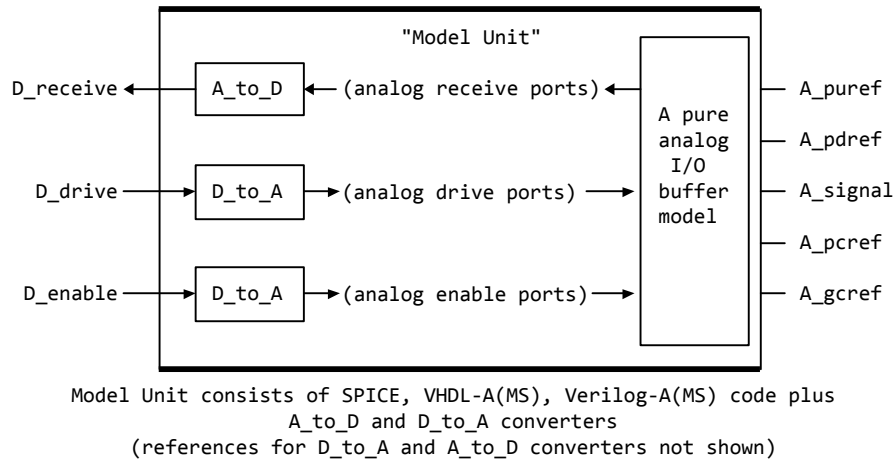 "Model Unit"
D_receive A_to_D (analog receive ports) A_puref
A pure
analog
I/O
buffer
model
A_pdref
D_drive D_to_A (analog drive ports) A_signal
A_pcref
D_enable D_to_A (analog enable ports) A_gcref
Model Unit consists of SPICE, VHDL-A(MS), Verilog-A(MS) code plus
A_to_D and D_to_A converters
(references for D_to_A and A_to_D converters not shown)